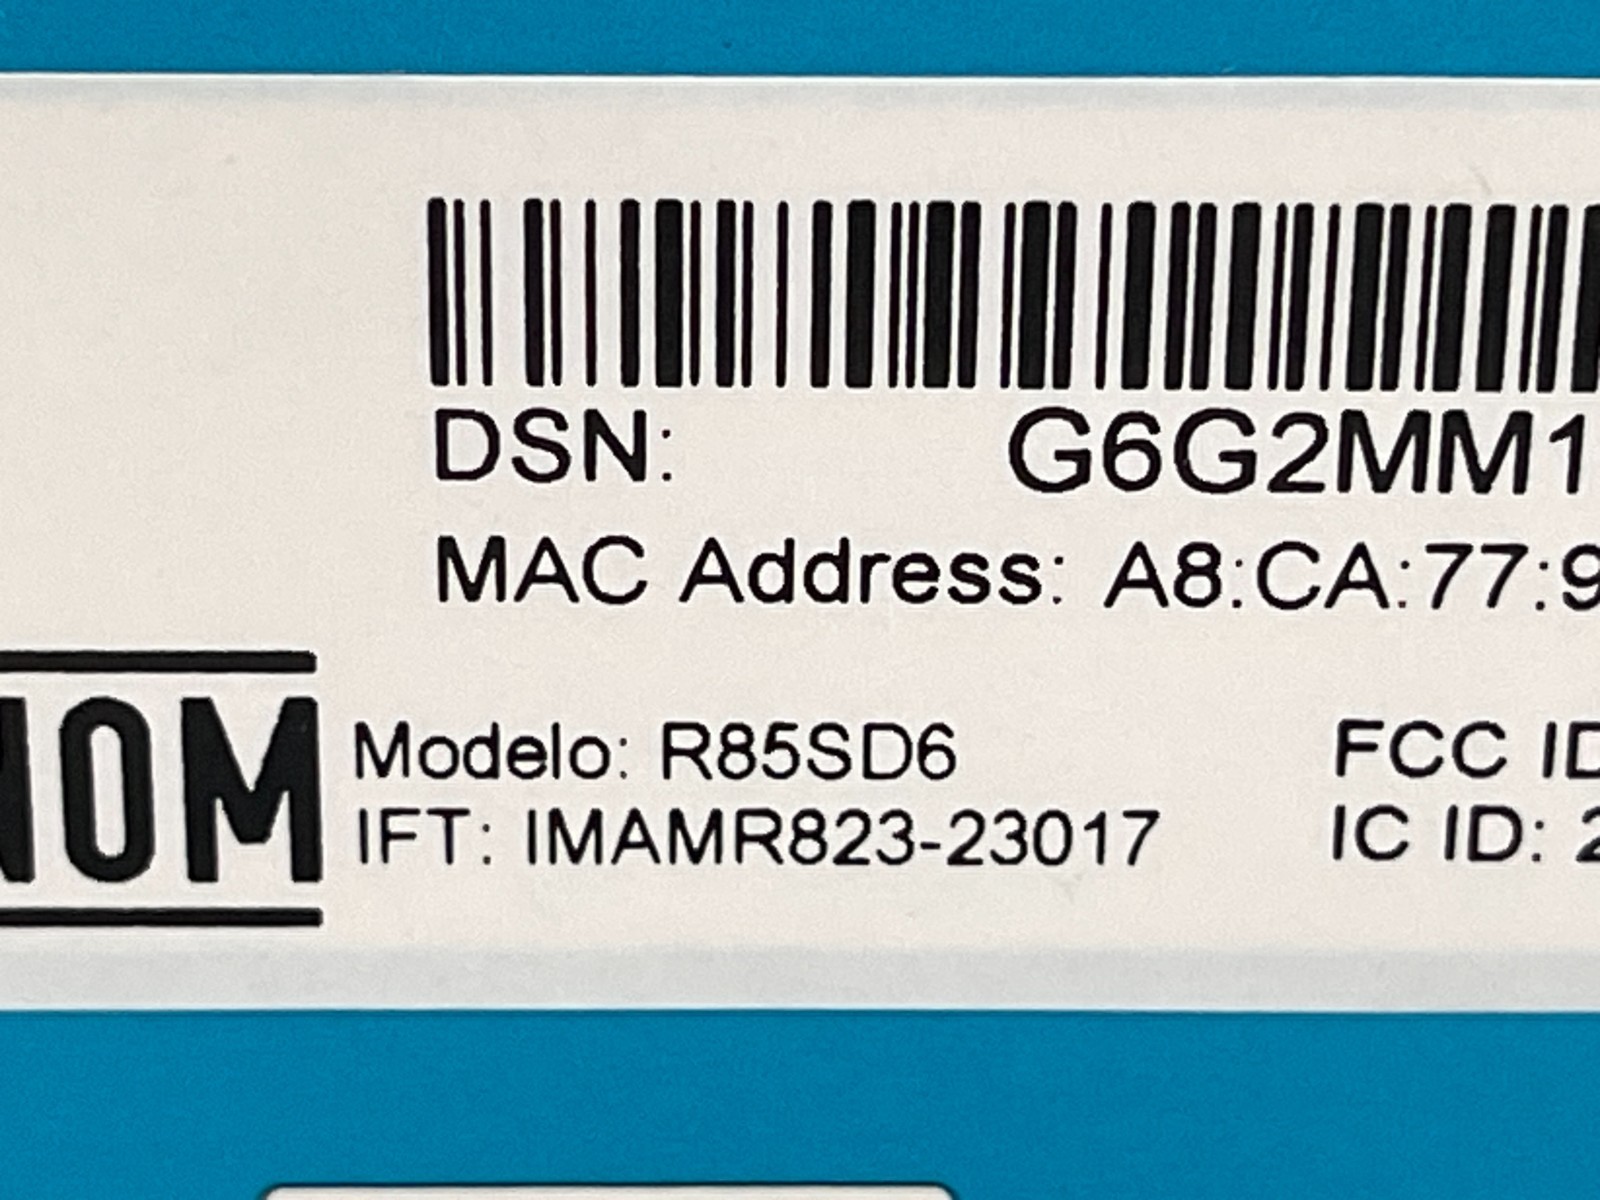 DSN: G6G2MM1
MAC Address: A8:CA:77:9
NOM
Modelo: R85SD6
FCC ID
IFT: IMAMR823-23017
IC ID: 2